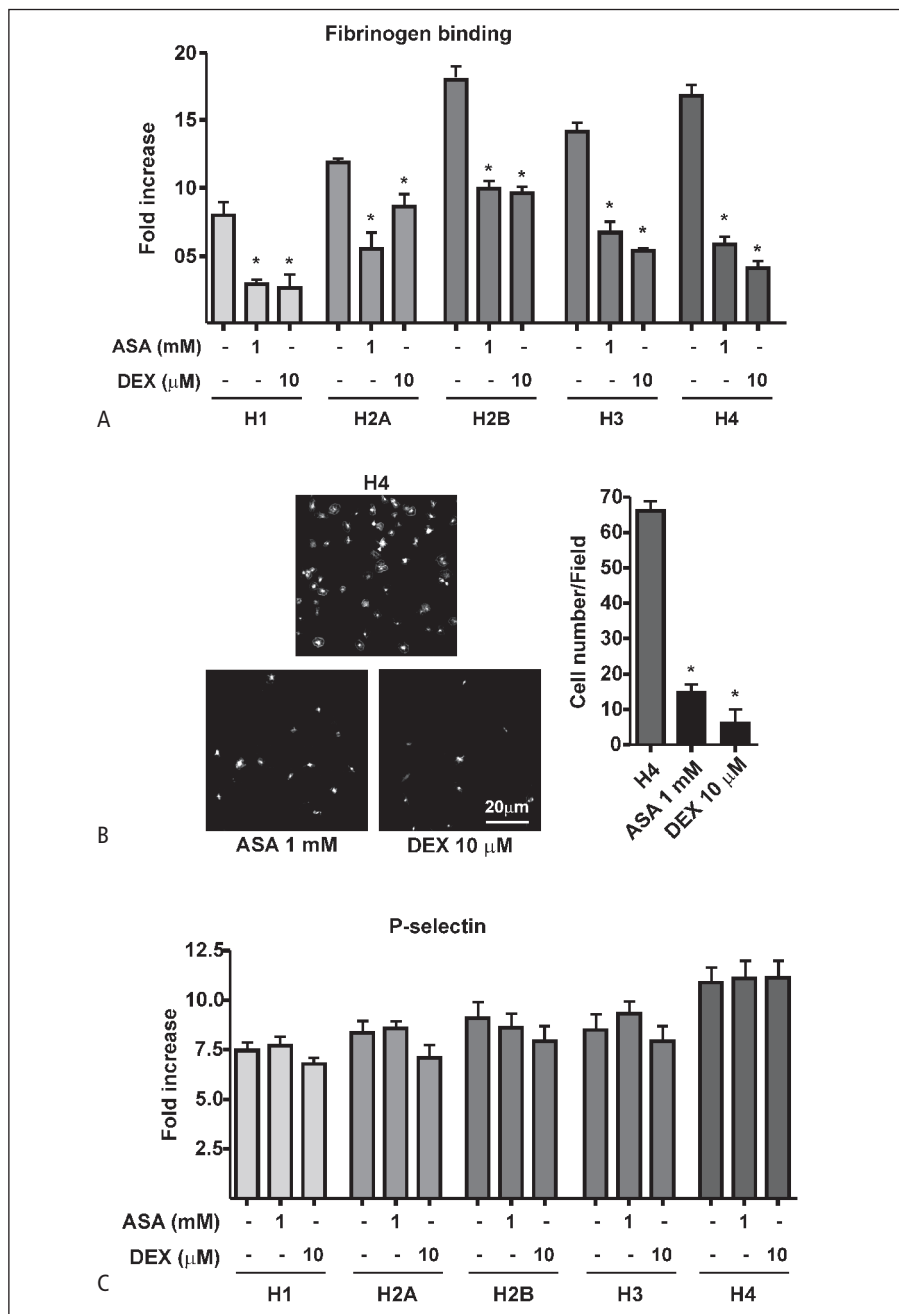 Fibrinogen binding
Fold increase
20
15
10
05
ASA (mM) - 1 - - 1 - - 1 - - 1 - - 1 -
DEX (μM) - - 10 - - 10 - - 10 - - 10 - - 10
H1 H2A H2B H3 H4
A
* * * * * * * * * *
H4
ASA 1 mM
DEX 10 μM
20μm
B
Cell number/Field
70
60
50
40
30
20
10
0
* *
H4
ASA 1 mM
DEX 10 μM
P-selectin
Fold increase
12.5
10.0
7.5
5.0
2.5
ASA (mM) - 1 - - 1 - - 1 - - 1 - - 1 -
DEX (μM) - - 10 - - 10 - - 10 - - 10 - - 10
H1 H2A H2B H3 H4
C